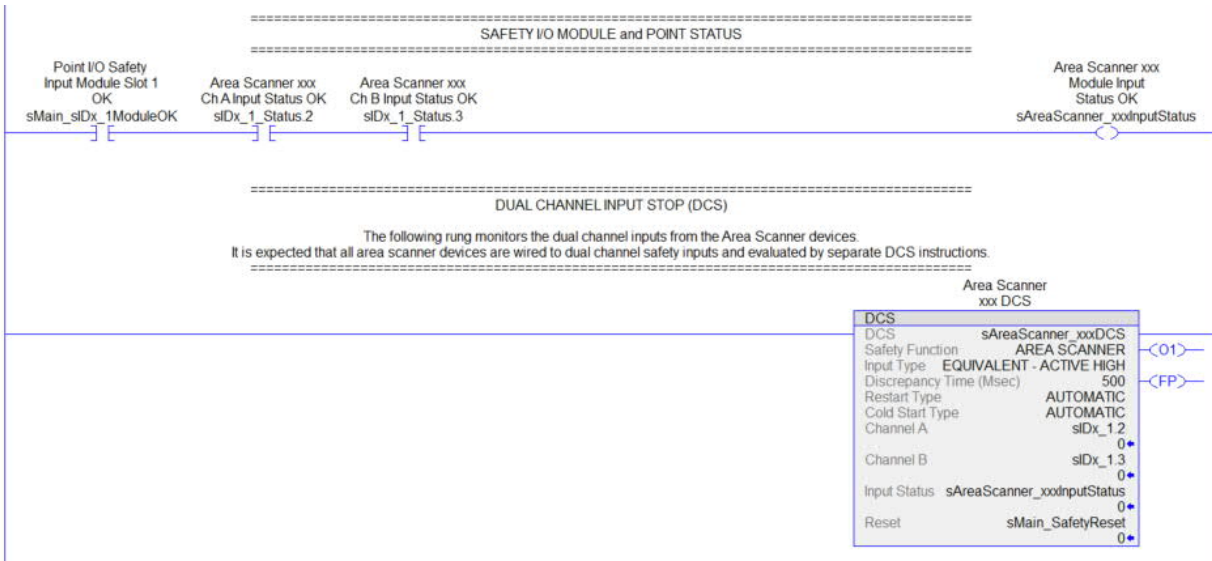 ========================================================================================
SAFETY I/O MODULE and POINT STATUS
========================================================================================
Point I/O Safety
Input Module Slot 1
OK
sMain_sIDx_1ModuleOK
Area Scanner xxx
Ch A Input Status OK
sIDx_1_Status.2
Area Scanner xxx
Ch B Input Status OK
sIDx_1_Status.3
Area Scanner xxx
Module Input
Status OK
sAreaScanner_xxxInputStatus
========================================================================================
DUAL CHANNEL INPUT STOP (DCS)
The following rung monitors the dual channel inputs from the Area Scanner devices.
It is expected that all area scanner devices are wired to dual channel safety inputs and evaluated by separate DCS instructions.
========================================================================================
Area Scanner
xxx DCS
DCS
DCS sAreaScanner_xxxDCS
Safety Function AREA SCANNER
O1
Input Type EQUIVALENT - ACTIVE HIGH
Discrepancy Time (Msec) 500
FP
Restart Type AUTOMATIC
Cold Start Type AUTOMATIC
Channel A sIDx_1.2
0
Channel B sIDx_1.3
0
Input Status sAreaScanner_xxxInputStatus
0
Reset sMain_SafetyReset
0